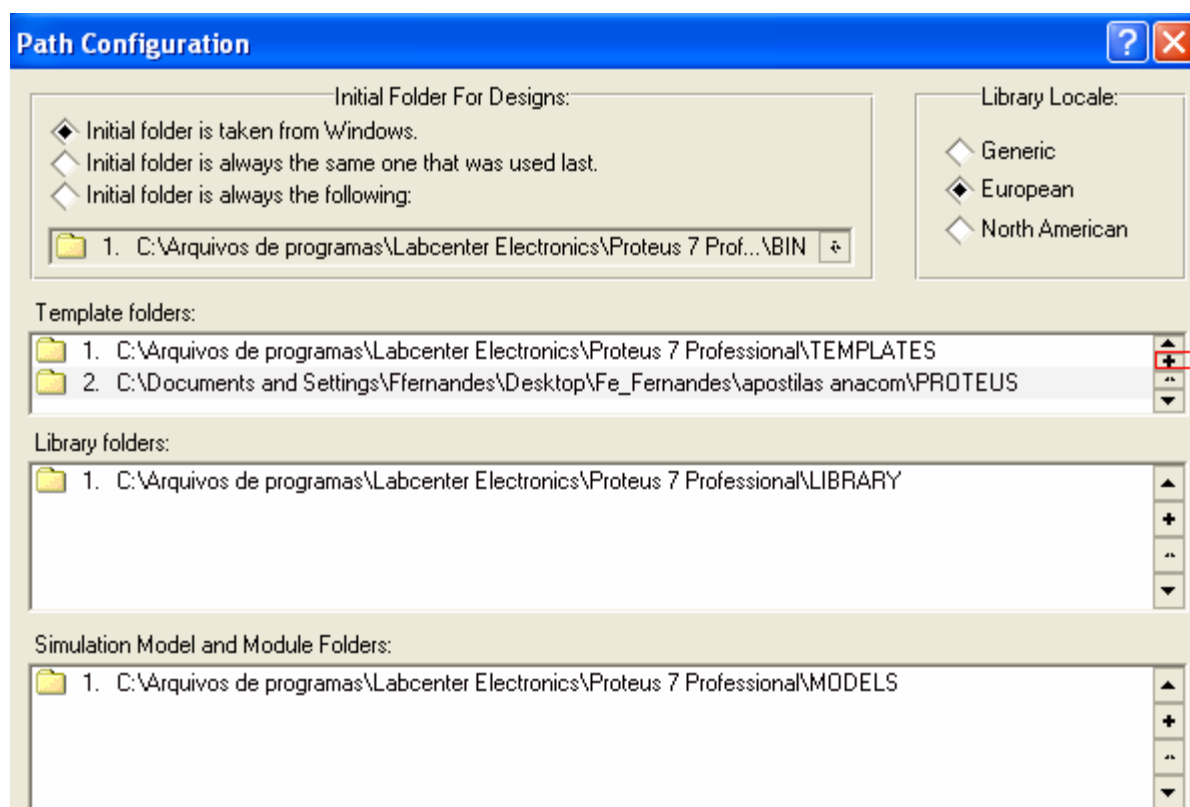 Path Configuration
Initial Folder For Designs:
Initial folder is taken from Windows.
Initial folder is always the same one that was used last.
Initial folder is always the following:
1. C:\Arquivos de programas\Labcenter Electronics\Proteus 7 Prof...\BIN
Library Locale:
Generic
European
North American
Template folders:
1. C:\Arquivos de programas\Labcenter Electronics\Proteus 7 Professional\TEMPLATES
2. C:\Documents and Settings\Ffernandes\Desktop\Fe_Fernandes\apostilas anacom\PROTEUS
Library folders:
1. C:\Arquivos de programas\Labcenter Electronics\Proteus 7 Professional\LIBRARY
Simulation Model and Module Folders:
1. C:\Arquivos de programas\Labcenter Electronics\Proteus 7 Professional\MODELS